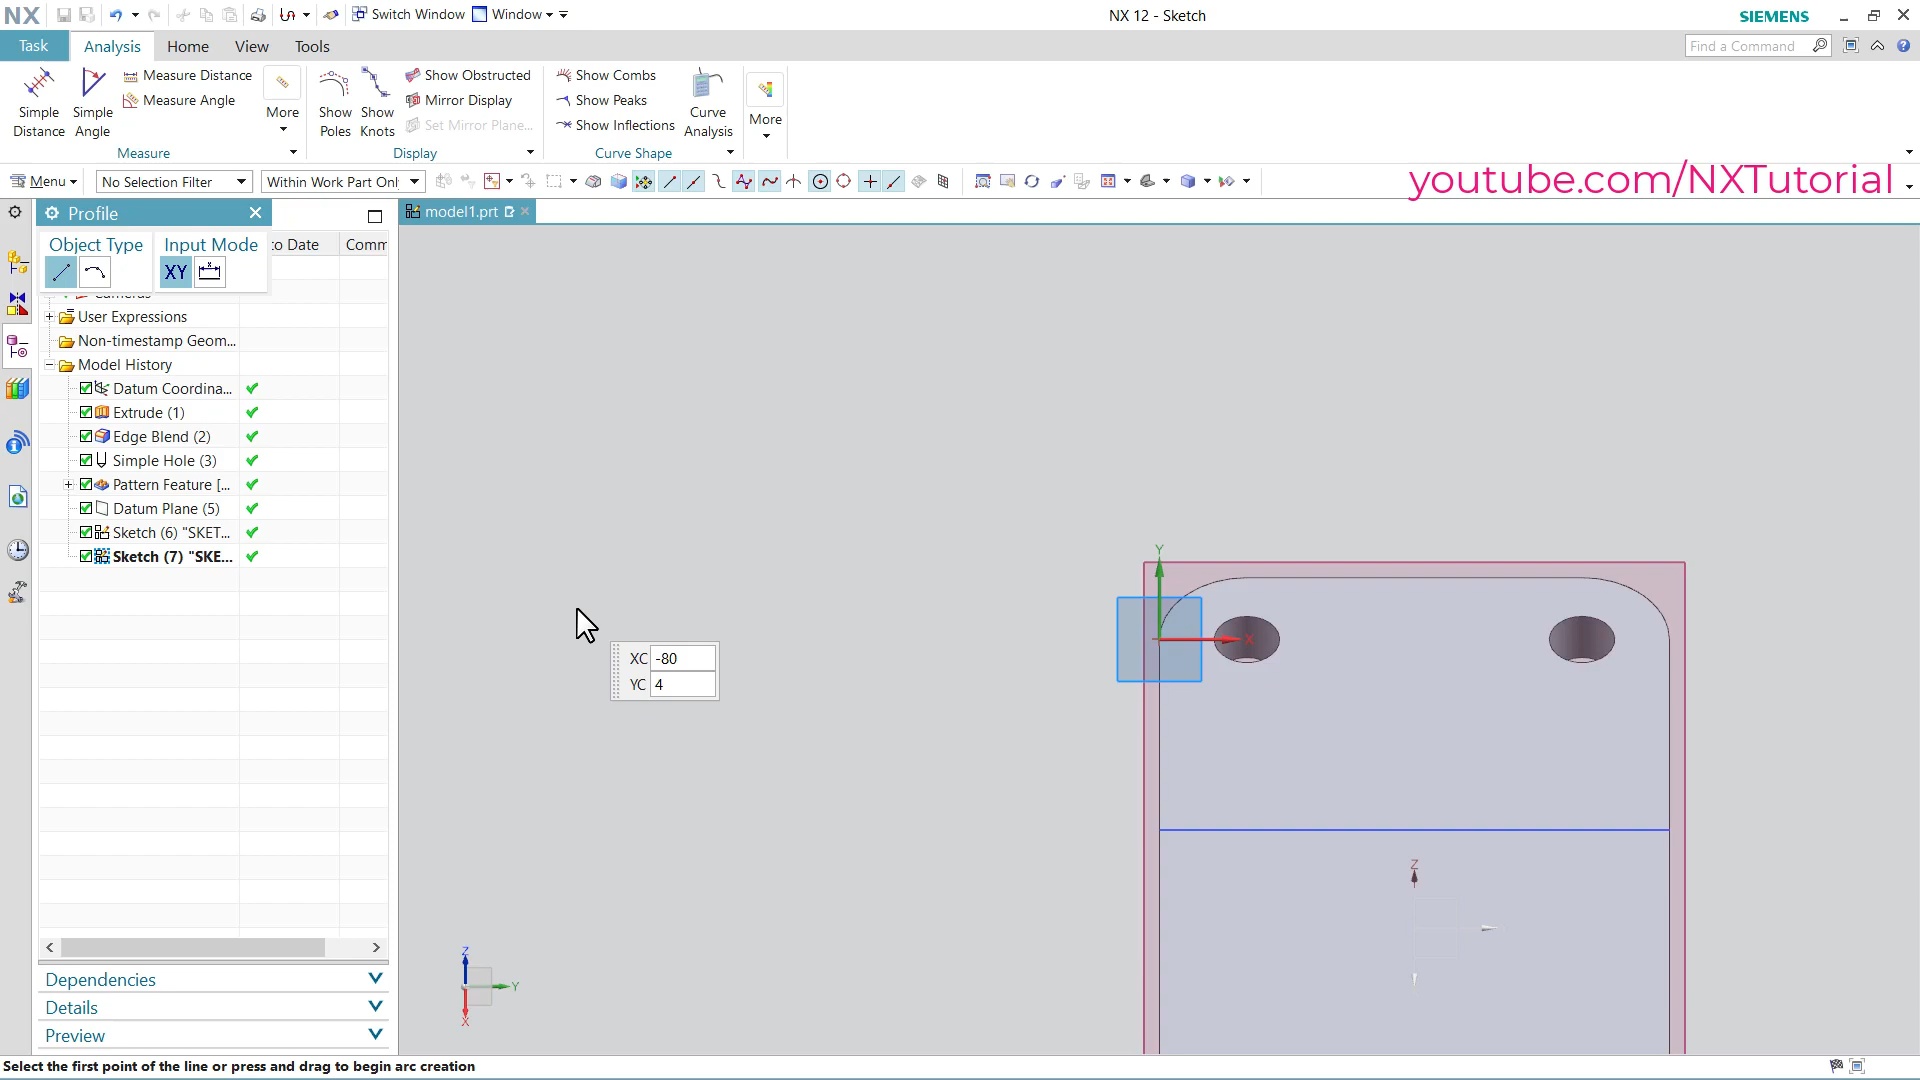 NX
Switch Window
Window
NX 12 - Sketch
SIEMENS
Task
Analysis
Home
View
Tools
Find a Command
Simple Distance
Simple Angle
Measure Distance
Measure Angle
More
Measure
Show Poles
Show Knots
Show Obstructed
Mirror Display
Set Mirror Plane...
Display
Show Combs
Show Peaks
Show Inflections
Curve Shape
Curve Analysis
More
Menu
No Selection Filter
Within Work Part Onl
youtube.com/NXTutorial
Profile
model1.prt
Object Type
Input Mode
to Date
Comm
XY
Cameras
User Expressions
Non-timestamp Geom...
Model History
Datum Coordina...
Extrude (1)
Edge Blend (2)
Simple Hole (3)
Pattern Feature [...
Datum Plane (5)
Sketch (6) "SKET...
Sketch (7) "SKE...
XC -80
YC 4
Y
X
Z
Z
Y
X
Dependencies
Details
Preview
Select the first point of the line or press and drag to begin arc creation